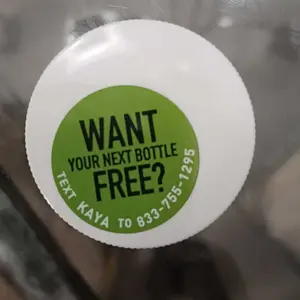 WANT
YOUR NEXT BOTTLE
FREE?
TEXT KAYA TO 833-755-1295